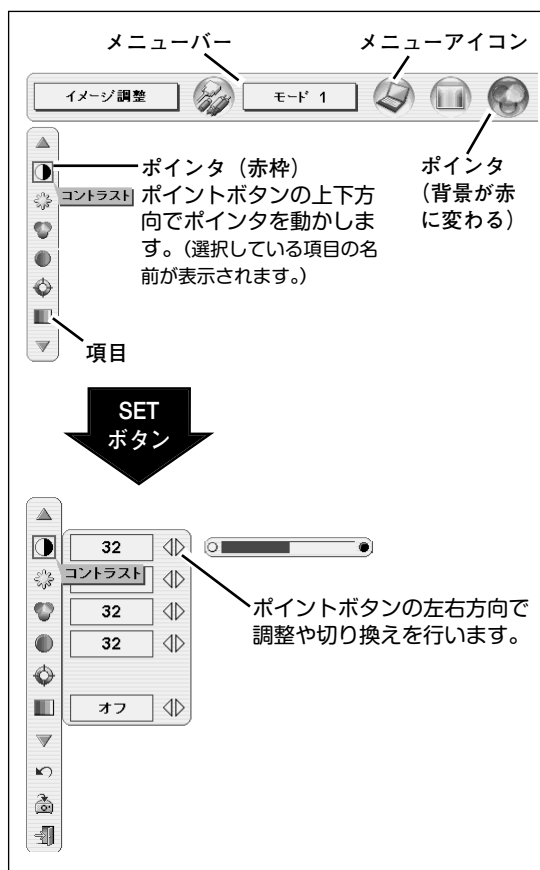 メニューバー
メニューアイコン
イメージ調整
モード 1
ポインタ（赤枠）
コントラスト
ポイントボタンの上下方
向でポインタを動かしま
す。（選択している項目の名
前が表示されます。）
ポインタ
（背景が赤
に変わる）
項目
SET
ボタン
32
コントラスト
32
32
オフ
ポイントボタンの左右方向で
調整や切り換えを行います。